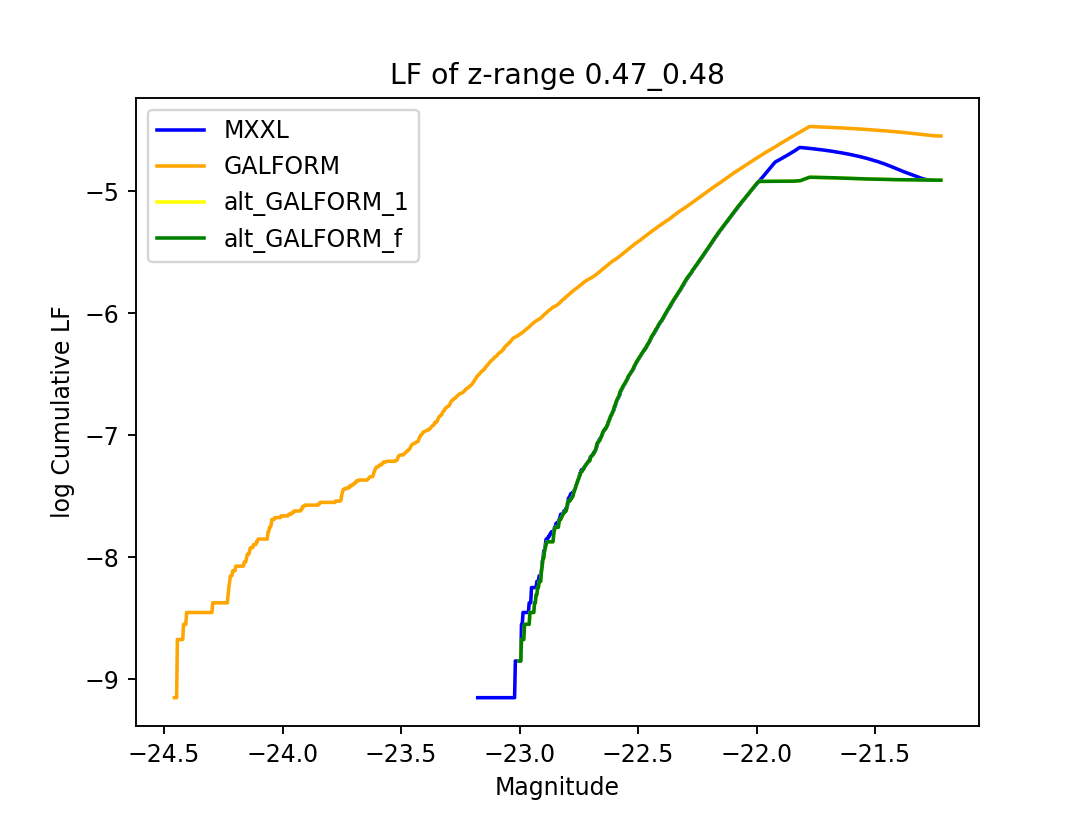 LF of z-range 0.47_0.48
MXXL
GALFORM
alt_GALFORM_1
alt_GALFORM_f
log Cumulative LF
−5
−6
−7
−8
−9
−24.5 −24.0 −23.5 −23.0 −22.5 −22.0 −21.5
Magnitude